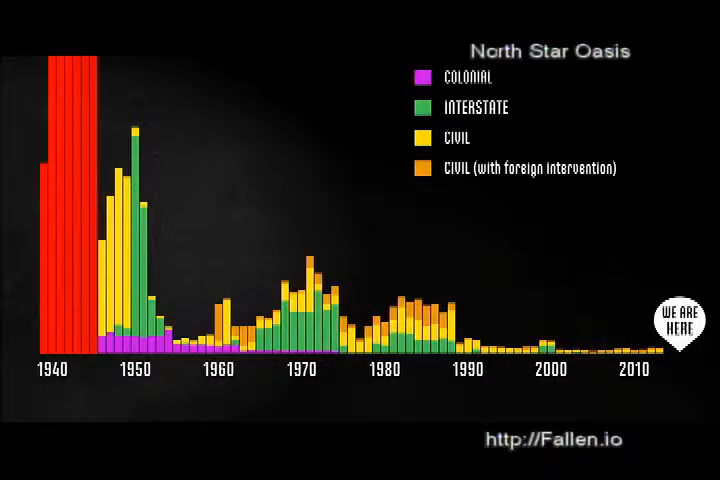 North Star Oasis
COLONIAL
INTERSTATE
CIVIL
CIVIL (with foreign intervention)
WE ARE
HERE
1940 1950 1960 1970 1980 1990 2000 2010
http://Fallen.io